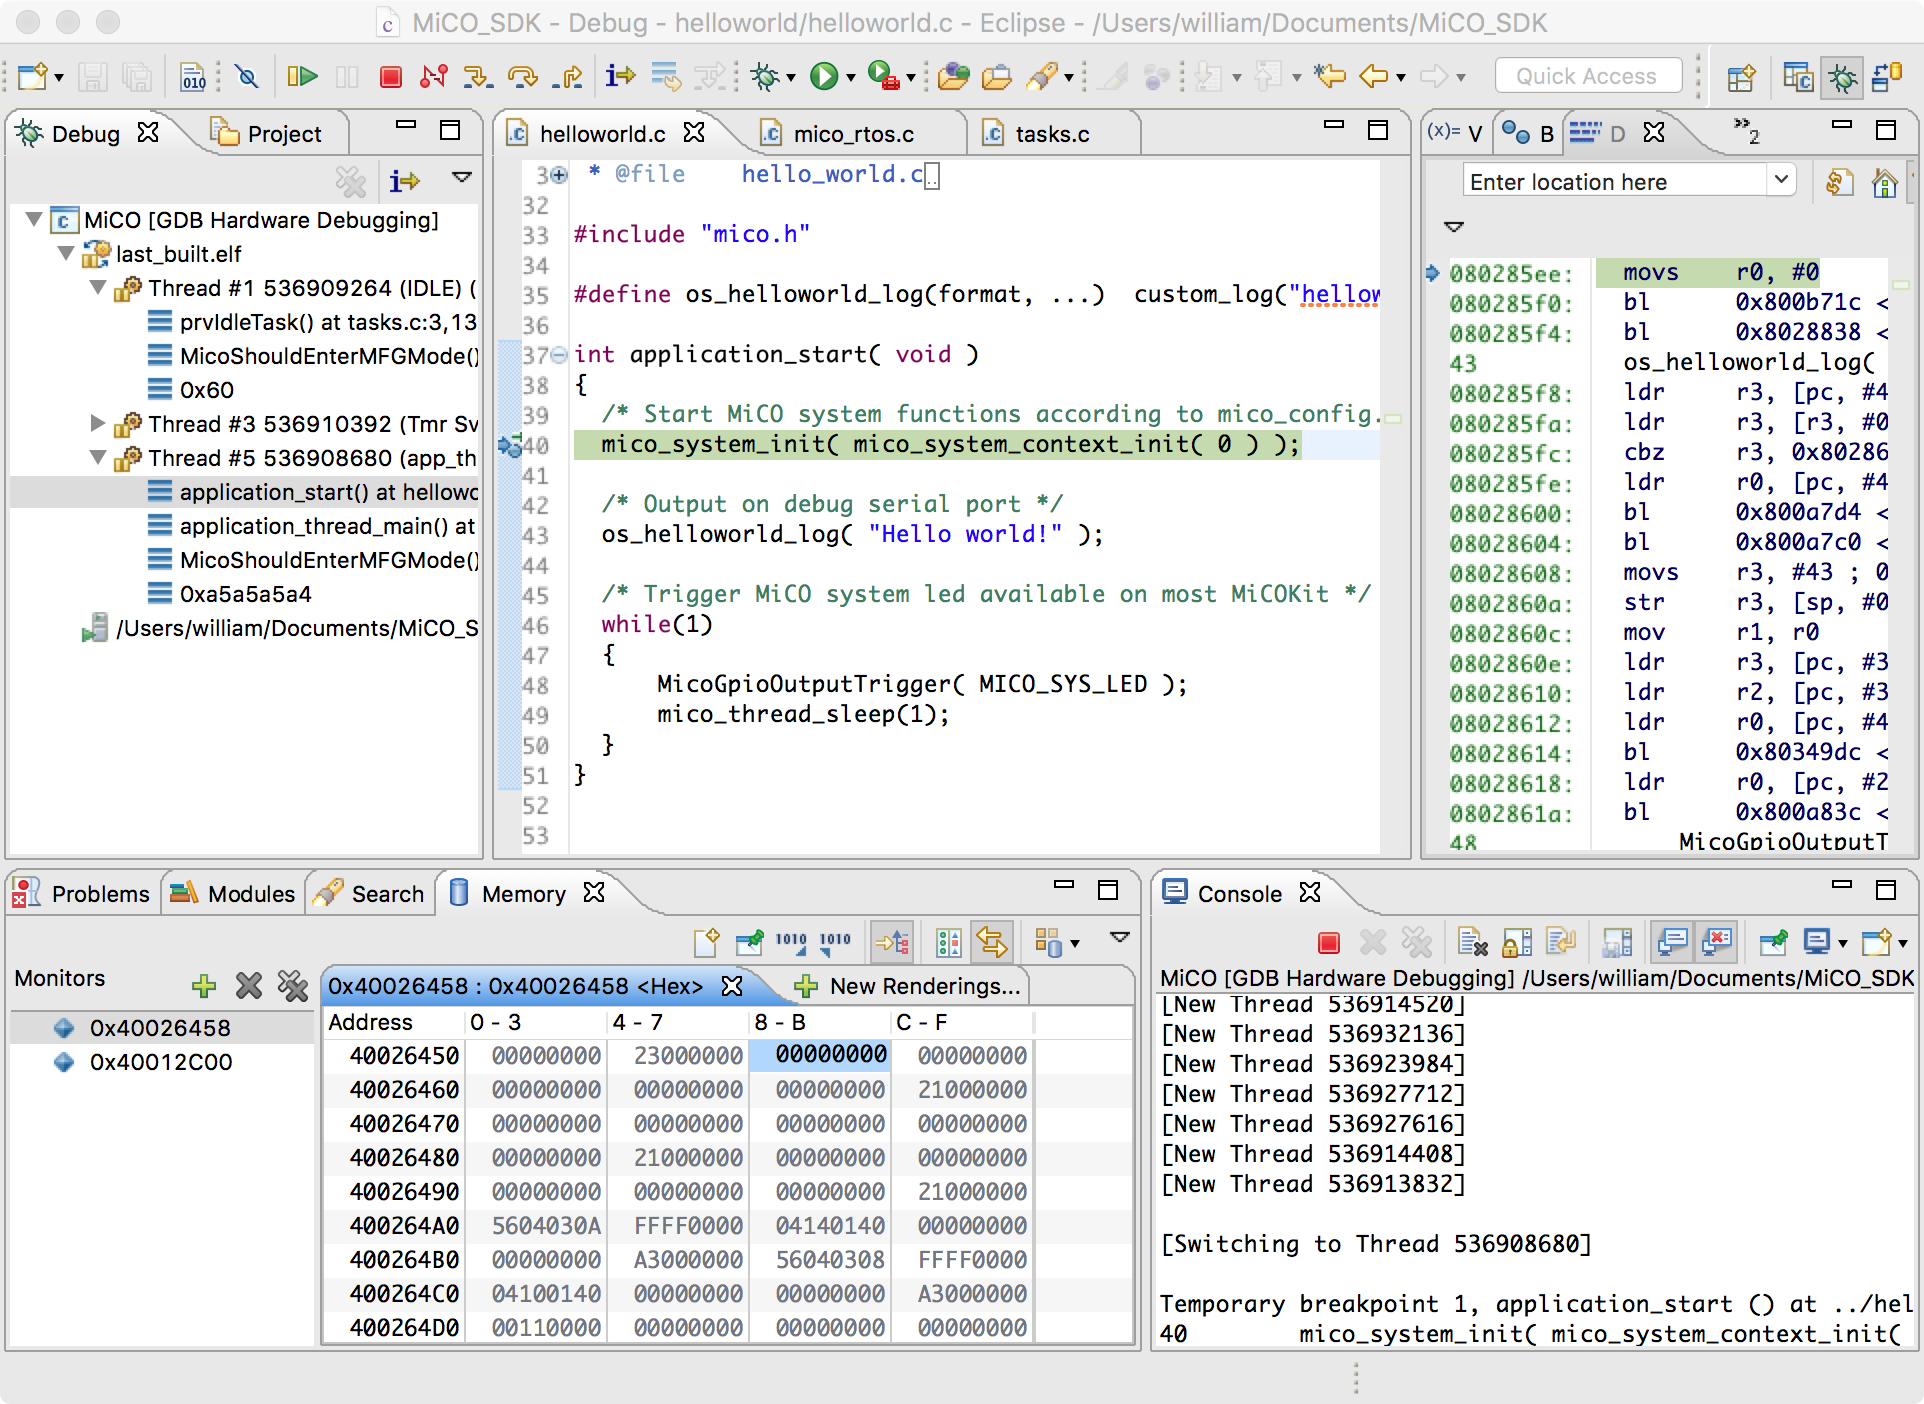 MiCO_SDK - Debug - helloworld/helloworld.c - Eclipse - /Users/william/Documents/MiCO_SDK
Quick Access
Debug
Project
MiCO [GDB Hardware Debugging]
last_built.elf
Thread #1 536909264 (IDLE) (
prvIdleTask() at tasks.c:3,13
MicoShouldEnterMFGMode()
0x60
Thread #3 536910392 (Tmr Sv
Thread #5 536908680 (app_th
application_start() at hellowo
application_thread_main() at
MicoShouldEnterMFGMode()
0xa5a5a5a4
/Users/william/Documents/MiCO_S
helloworld.c
mico_rtos.c
tasks.c
3 * @file    hello_world.c
32
33 #include "mico.h"
34
35 #define os_helloworld_log(format, ...)  custom_log("hellow
36
37 int application_start( void )
38 {
39   /* Start MiCO system functions according to mico_config.
40   mico_system_init( mico_system_context_init( 0 ) );
41
42   /* Output on debug serial port */
43   os_helloworld_log( "Hello world!" );
44
45   /* Trigger MiCO system led available on most MiCOKit */
46   while(1)
47   {
48       MicoGpioOutputTrigger( MICO_SYS_LED );
49       mico_thread_sleep(1);
50   }
51 }
52
53
(x)= V
B
D
2
Enter location here
080285ee: movs r0, #0
080285f0: bl 0x800b71c <
080285f4: bl 0x8028838 <
43 os_helloworld_log(
080285f8: ldr r3, [pc, #4
080285fa: ldr r3, [r3, #0
080285fc: cbz r3, 0x80286
080285fe: ldr r0, [pc, #4
08028600: bl 0x800a7d4 <
08028604: bl 0x800a7c0 <
08028608: movs r3, #43 ; 0
0802860a: str r3, [sp, #0
0802860c: mov r1, r0
0802860e: ldr r3, [pc, #3
08028610: ldr r2, [pc, #3
08028612: ldr r0, [pc, #4
08028614: bl 0x80349dc <
08028618: ldr r0, [pc, #2
0802861a: bl 0x800a83c <
48 MicoGpioOutputT
Problems
Modules
Search
Memory
Monitors
0x40026458
0x40012C00
0x40026458 : 0x40026458 <Hex>
New Renderings...
Address 0 - 3 4 - 7 8 - B C - F
40026450 00000000 23000000 00000000 00000000
40026460 00000000 00000000 00000000 21000000
40026470 00000000 00000000 00000000 00000000
40026480 00000000 21000000 00000000 00000000
40026490 00000000 00000000 00000000 21000000
400264A0 5604030A FFFF0000 04140140 00000000
400264B0 00000000 A3000000 56040308 FFFF0000
400264C0 04100140 00000000 00000000 A3000000
400264D0 00110000 00000000 00000000 00000000
Console
MiCO [GDB Hardware Debugging] /Users/william/Documents/MiCO_SDK
[New Thread 536914520]
[New Thread 536932136]
[New Thread 536923984]
[New Thread 536927712]
[New Thread 536927616]
[New Thread 536914408]
[New Thread 536913832]
[Switching to Thread 536908680]
Temporary breakpoint 1, application_start () at ../hel
40        mico_system_init( mico_system_context_init(